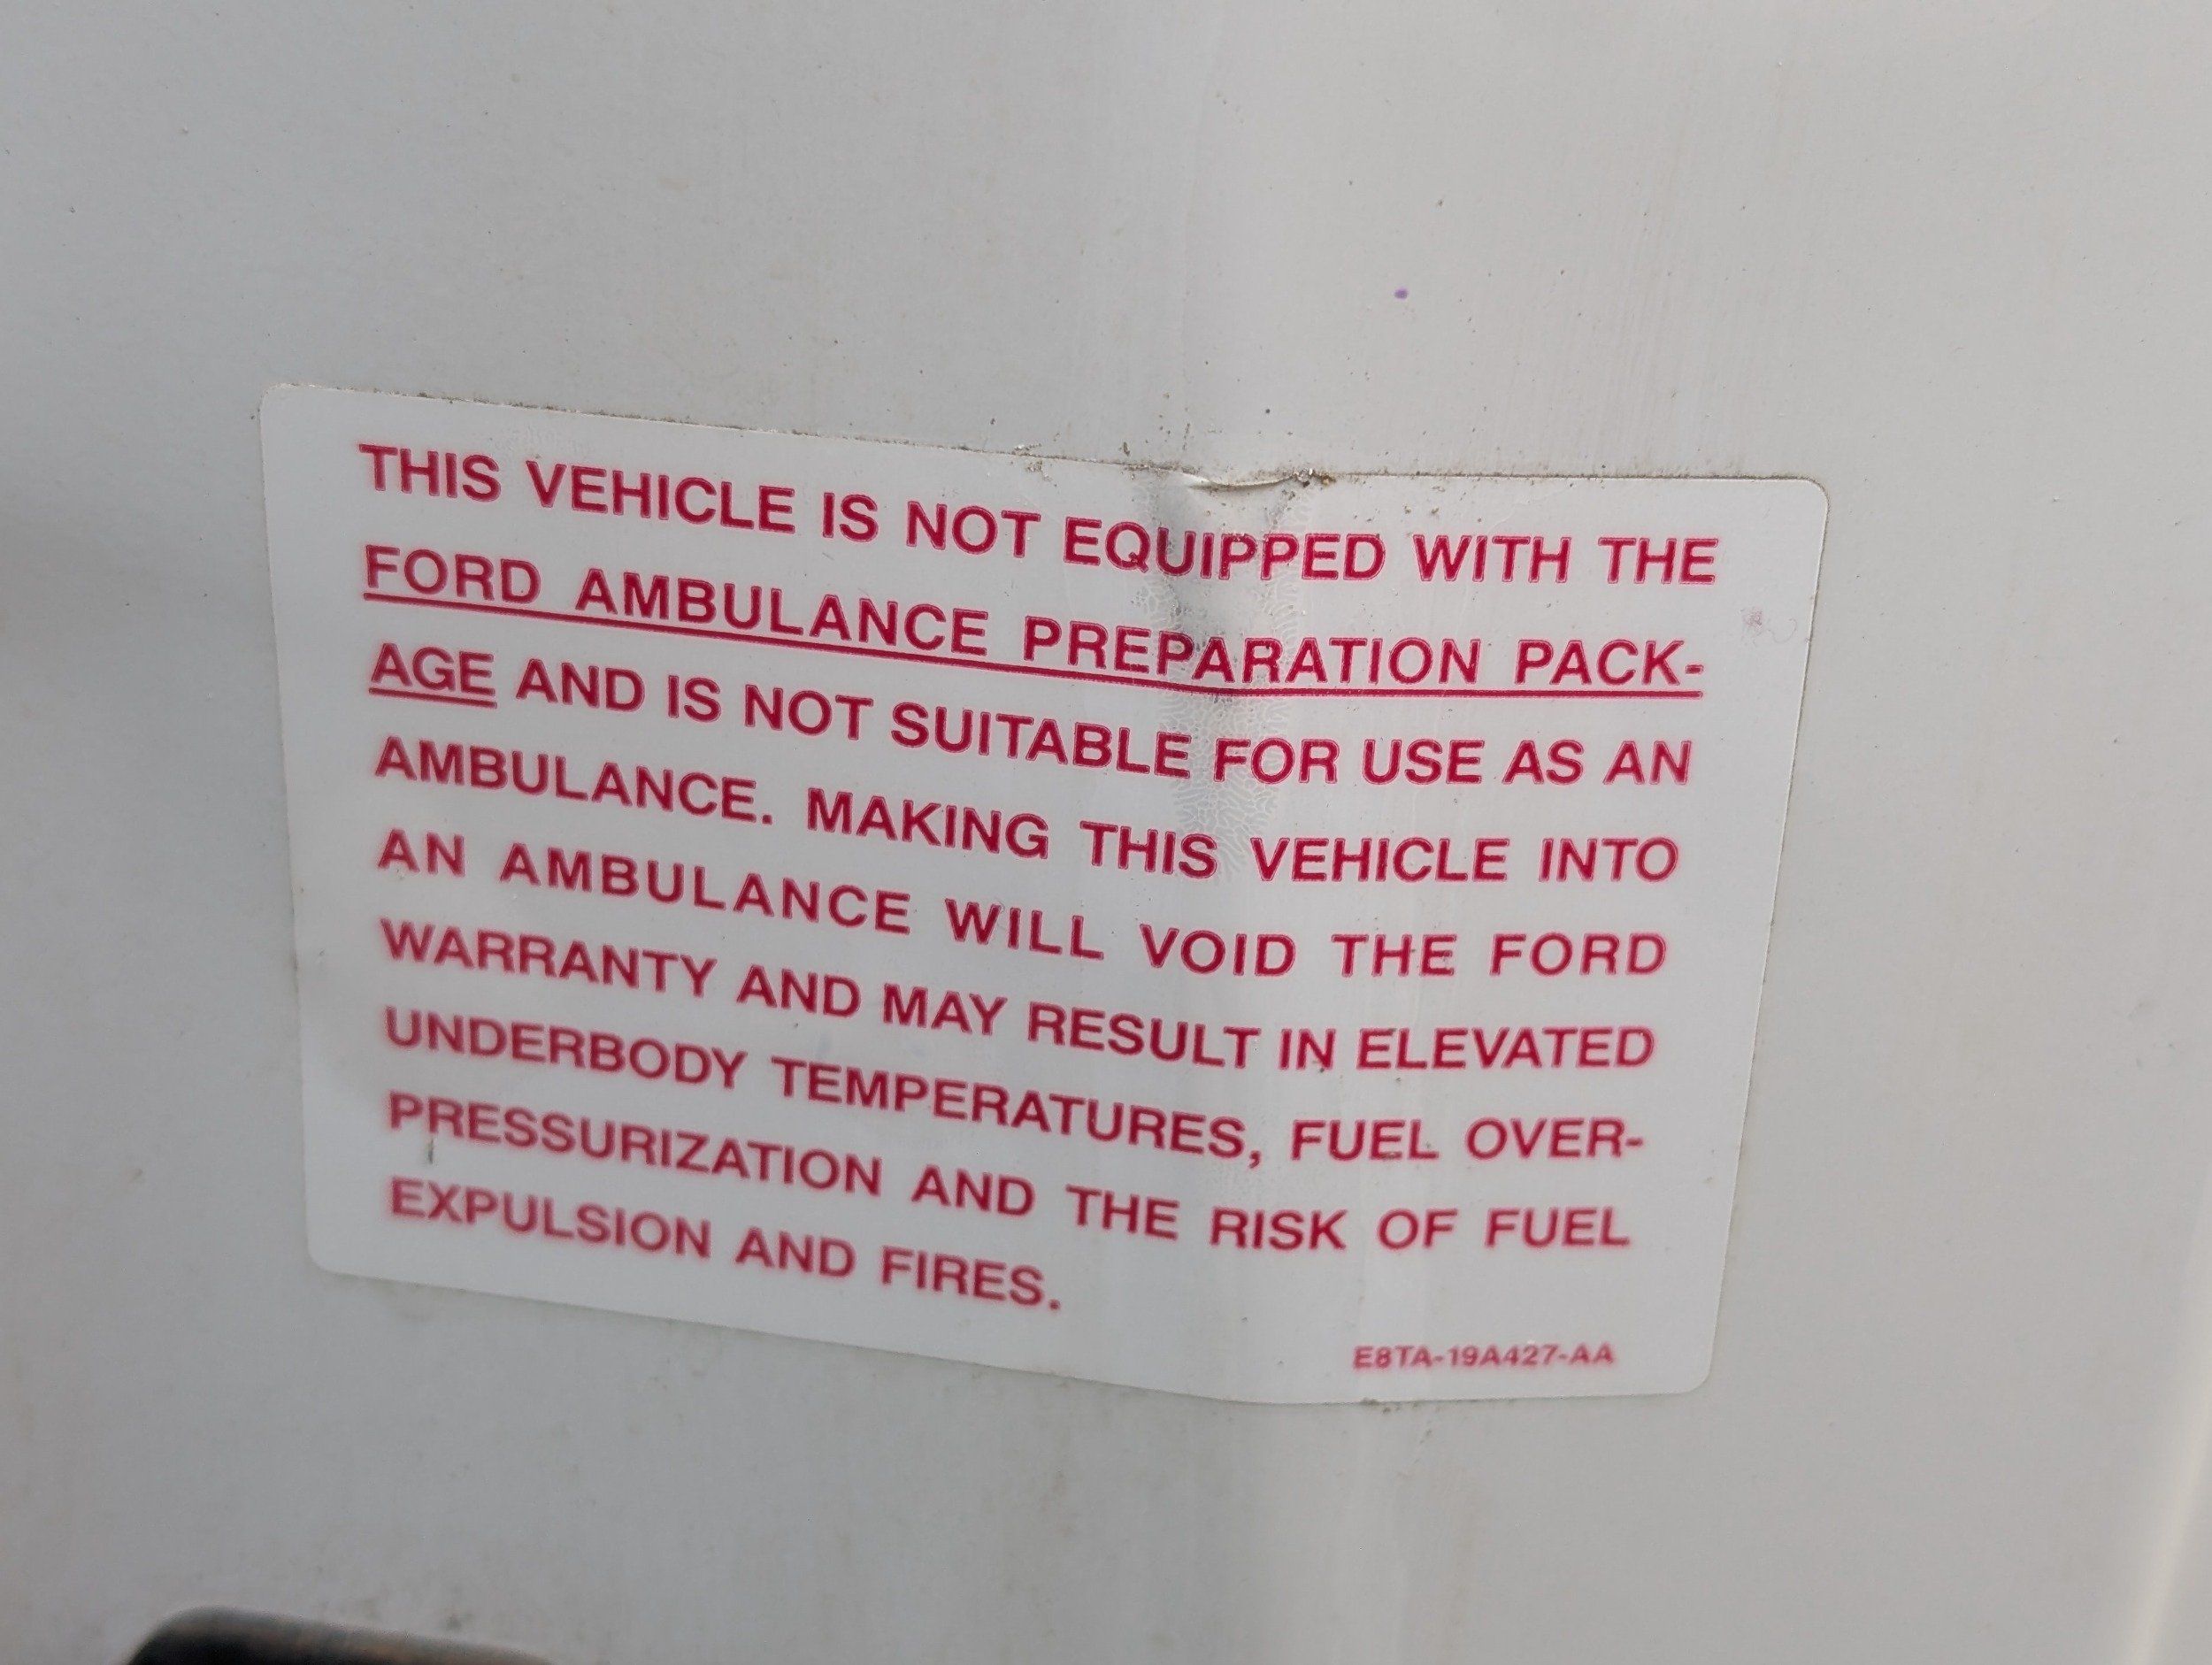 THIS VEHICLE IS NOT EQUIPPED WITH THE
FORD AMBULANCE PREPARATION PACK-
AGE AND IS NOT SUITABLE FOR USE AS AN
AMBULANCE. MAKING THIS VEHICLE INTO
AN AMBULANCE WILL VOID THE FORD
WARRANTY AND MAY RESULT IN ELEVATED
UNDERBODY TEMPERATURES, FUEL OVER-
PRESSURIZATION AND THE RISK OF FUEL
EXPULSION AND FIRES.
E8TA-19A427-AA